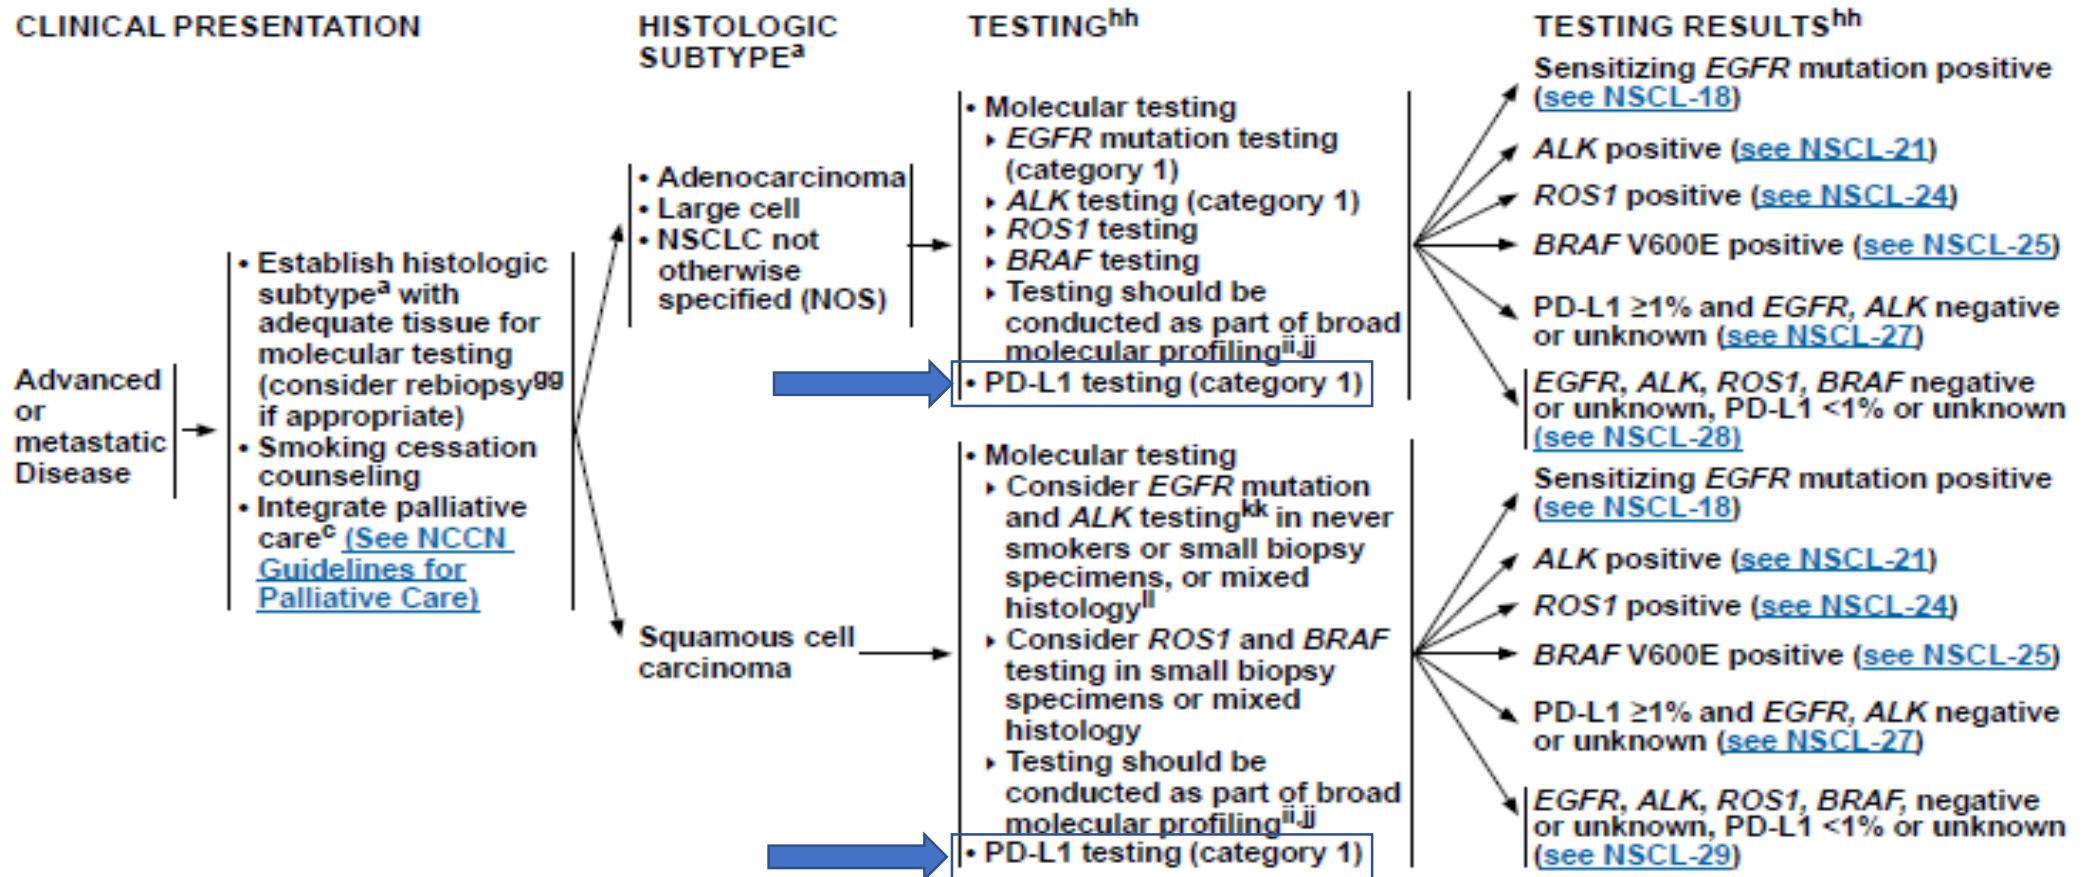 CLINICAL PRESENTATION
HISTOLOGIC
SUBTYPEa
TESTINGhh
TESTING RESULTShh
Advanced
or
metastatic
Disease
• Establish histologic
subtypea with
adequate tissue for
molecular testing
(consider rebiopsygg
if appropriate)
• Smoking cessation
counseling
• Integrate palliative
carec (See NCCN
Guidelines for
Palliative Care)
• Adenocarcinoma
• Large cell
• NSCLC not
otherwise
specified (NOS)
• Molecular testing
▸ EGFR mutation testing
(category 1)
▸ ALK testing (category 1)
▸ ROS1 testing
▸ BRAF testing
▸ Testing should be
conducted as part of broad
molecular profilingii,jj
• PD-L1 testing (category 1)
Sensitizing EGFR mutation positive
(see NSCL-18)
ALK positive (see NSCL-21)
ROS1 positive (see NSCL-24)
BRAF V600E positive (see NSCL-25)
PD-L1 ≥1% and EGFR, ALK negative
or unknown (see NSCL-27)
EGFR, ALK, ROS1, BRAF negative
or unknown, PD-L1 <1% or unknown
(see NSCL-28)
Squamous cell
carcinoma
• Molecular testing
▸ Consider EGFR mutation
and ALK testingkk in never
smokers or small biopsy
specimens, or mixed
histologyll
▸ Consider ROS1 and BRAF
testing in small biopsy
specimens or mixed
histology
▸ Testing should be
conducted as part of broad
molecular profilingii,jj
• PD-L1 testing (category 1)
Sensitizing EGFR mutation positive
(see NSCL-18)
ALK positive (see NSCL-21)
ROS1 positive (see NSCL-24)
BRAF V600E positive (see NSCL-25)
PD-L1 ≥1% and EGFR, ALK negative
or unknown (see NSCL-27)
EGFR, ALK, ROS1, BRAF, negative
or unknown, PD-L1 <1% or unknown
(see NSCL-29)